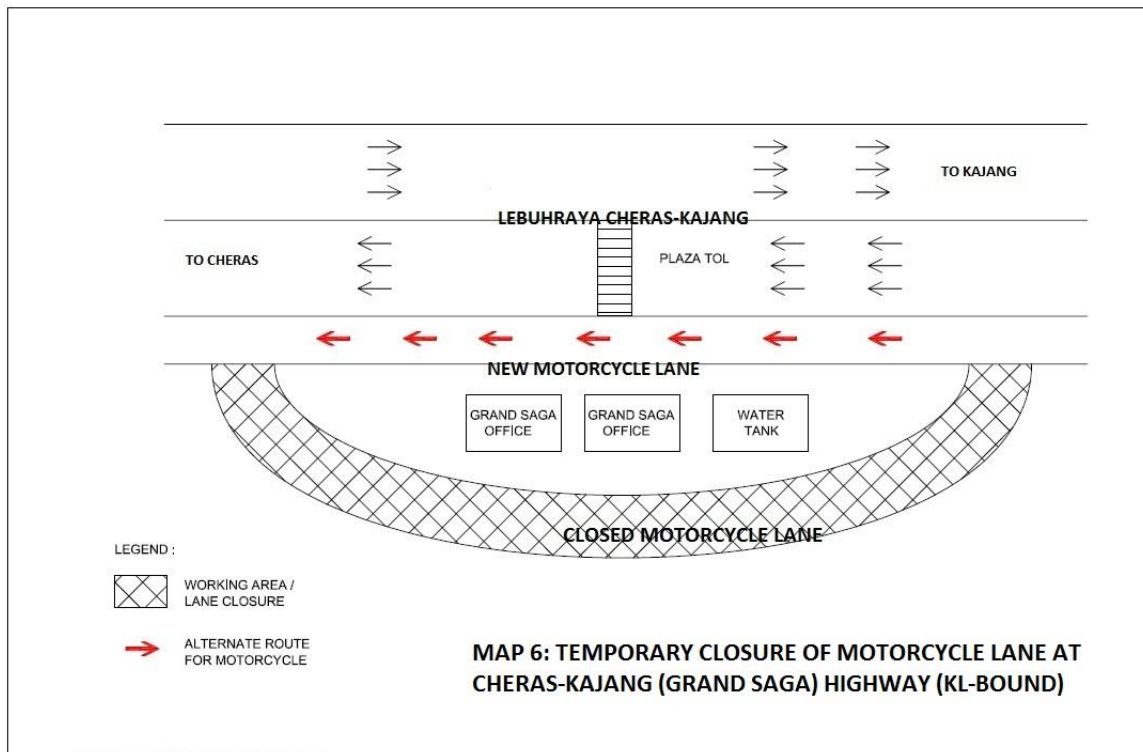 TO KAJANG
LEBUHRAYA CHERAS-KAJANG
TO CHERAS
PLAZA TOL
NEW MOTORCYCLE LANE
GRAND SAGA
OFFICE
GRAND SAGA
OFFICE
WATER
TANK
CLOSED MOTORCYCLE LANE
LEGEND :
WORKING AREA /
LANE CLOSURE
ALTERNATE ROUTE
FOR MOTORCYCLE
MAP 6: TEMPORARY CLOSURE OF MOTORCYCLE LANE AT
CHERAS-KAJANG (GRAND SAGA) HIGHWAY (KL-BOUND)